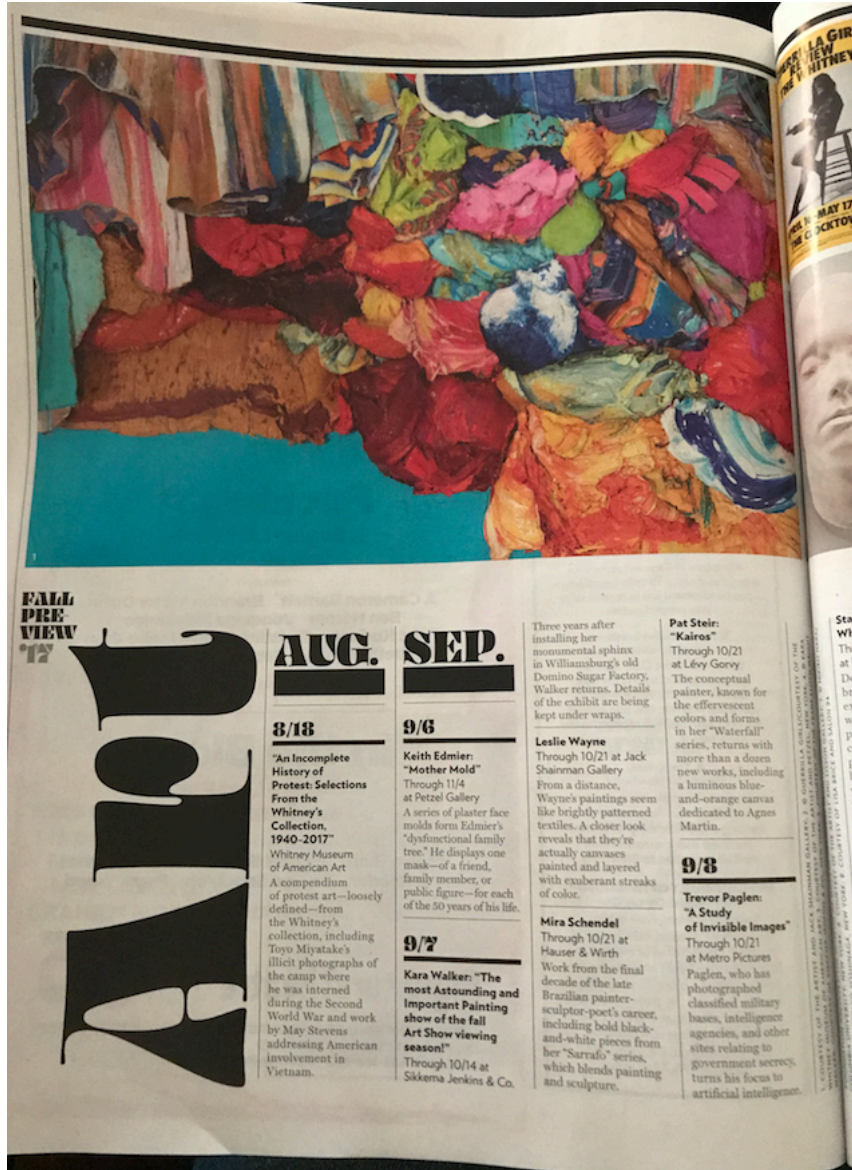 GUERRILLA GIR
REVIEW
THE WHITNEY
APRIL 16–MAY 17
THE CLOCKTOW
FALL
PRE-
VIEW
'17
Art
AUG.
8/18
"An Incomplete
History of
Protest: Selections
From the
Whitney's
Collection,
1940–2017"
Whitney Museum
of American Art
A compendium
of protest art—loosely
defined—from
the Whitney's
collection, including
Toyo Miyatake's
illicit photographs of
the camp where
he was interned
during the Second
World War and work
by May Stevens
addressing American
involvement in
Vietnam.
SEP.
9/6
Keith Edmier:
"Mother Mold"
Through 11/4
at Petzel Gallery
A series of plaster face
molds form Edmier's
"dysfunctional family
tree." He displays one
mask—of a friend,
family member, or
public figure—for each
of the 50 years of his life.
9/7
Kara Walker: "The
most Astounding and
Important Painting
show of the fall
Art Show viewing
season!"
Through 10/14 at
Sikkema Jenkins & Co.
Three years after
installing her
monumental sphinx
in Williamsburg's old
Domino Sugar Factory,
Walker returns. Details
of the exhibit are being
kept under wraps.
Leslie Wayne
Through 10/21 at Jack
Shainman Gallery
From a distance,
Wayne's paintings seem
like brightly patterned
textiles. A closer look
reveals that they're
actually canvases
painted and layered
with exuberant streaks
of color.
Mira Schendel
Through 10/21 at
Hauser & Wirth
Work from the final
decade of the late
Brazilian painter-
sculptor-poet's career,
including bold black-
and-white pieces from
her "Sarrafo" series,
which blends painting
and sculpture.
Pat Steir:
"Kairos"
Through 10/21
at Lévy Gorvy
The conceptual
painter, known for
the effervescent
colors and forms
in her "Waterfall"
series, returns with
more than a dozen
new works, including
a luminous blue-
and-orange canvas
dedicated to Agnes
Martin.
9/8
Trevor Paglen:
"A Study
of Invisible Images"
Through 10/21
at Metro Pictures
Paglen, who has
photographed
classified military
bases, intelligence
agencies, and other
sites relating to
government secrecy,
turns his focus to
artificial intelligence.